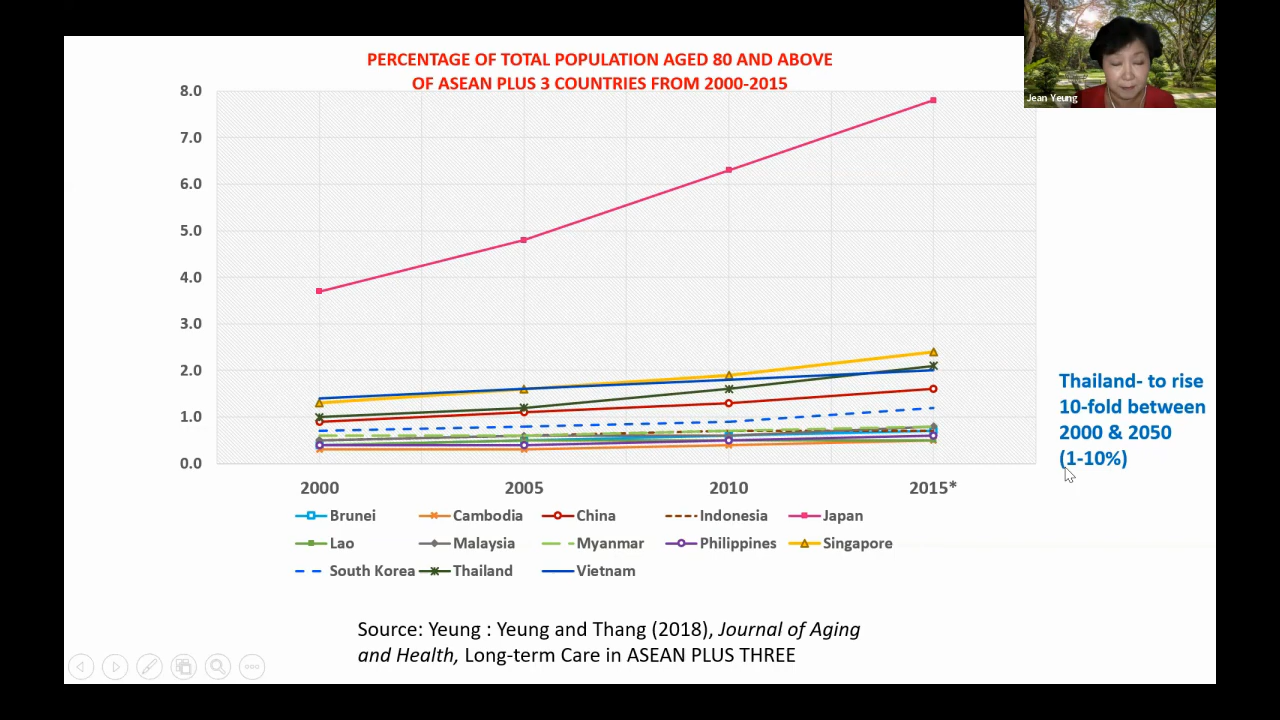 PERCENTAGE OF TOTAL POPULATION AGED 80 AND ABOVE
OF ASEAN PLUS 3 COUNTRIES FROM 2000-2015
Jean Yeung
8.0
7.0
6.0
5.0
4.0
3.0
2.0
1.0
0.0
2000 2005 2010 2015*
Thailand- to rise
10-fold between
2000 & 2050
(1-10%)
Brunei Cambodia China Indonesia Japan
Lao Malaysia Myanmar Philippines Singapore
South Korea Thailand Vietnam
Source: Yeung : Yeung and Thang (2018), Journal of Aging
and Health, Long-term Care in ASEAN PLUS THREE